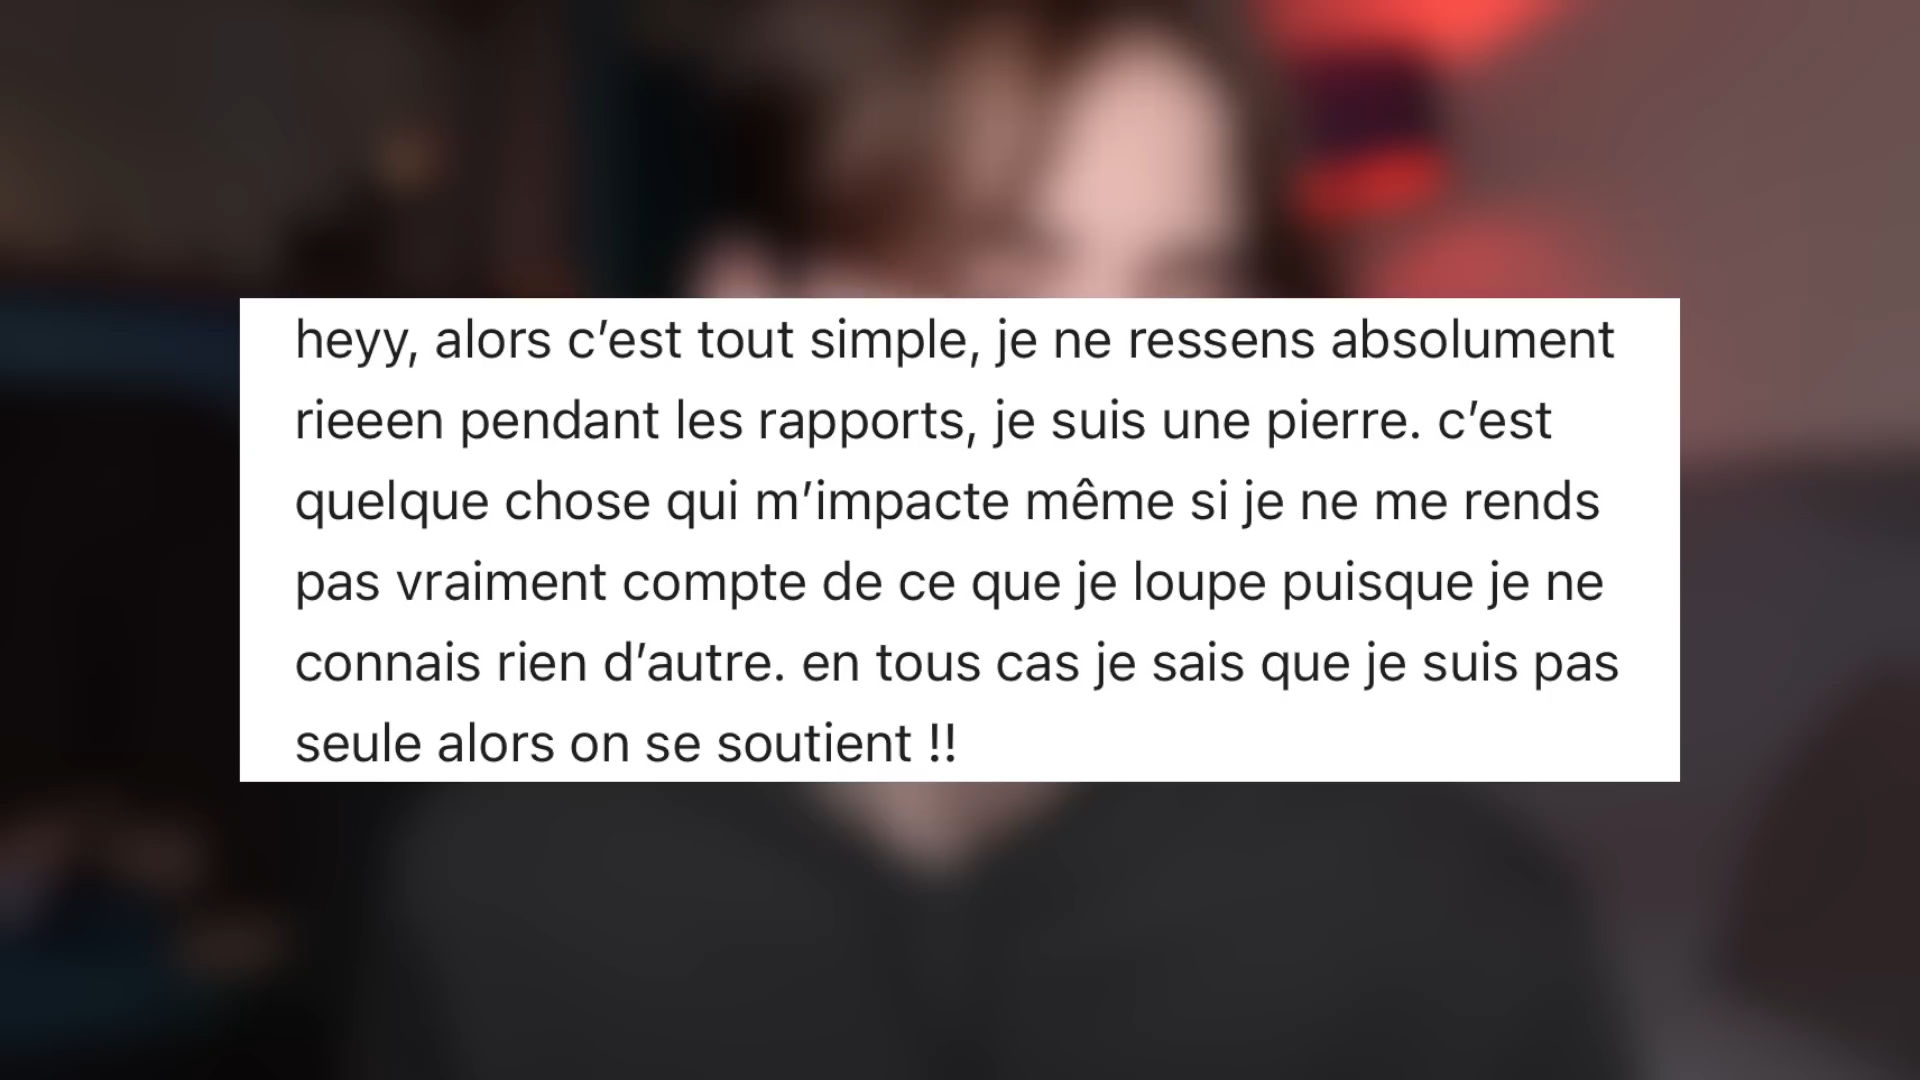 heyy, alors c’est tout simple, je ne ressens absolument
rieeen pendant les rapports, je suis une pierre. c’est
quelque chose qui m’impacte même si je ne me rends
pas vraiment compte de ce que je loupe puisque je ne
connais rien d’autre. en tous cas je sais que je suis pas
seule alors on se soutient !!